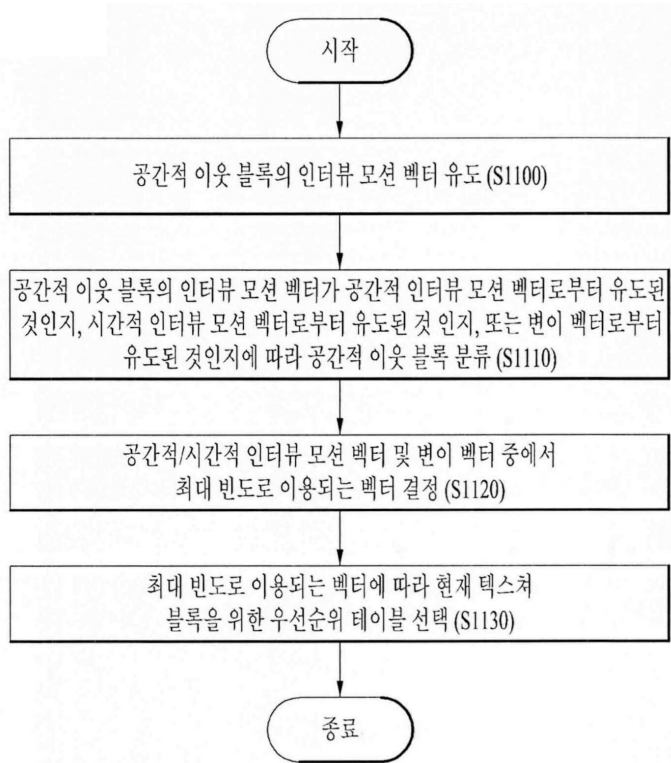 시작
공간적 이웃 블록의 인터뷰 모션 벡터 유도 (S1100)
공간적 이웃 블록의 인터뷰 모션 벡터가 공간적 인터뷰 모션 벡터로부터 유도된
것인지, 시간적 인터뷰 모션 벡터로부터 유도된 것 인지, 또는 변이 벡터로부터
유도된 것인지에 따라 공간적 이웃 블록 분류 (S1110)
공간적/시간적 인터뷰 모션 벡터 및 변이 벡터 중에서
최대 빈도로 이용되는 벡터 결정 (S1120)
최대 빈도로 이용되는 벡터에 따라 현재 텍스쳐
블록을 위한 우선순위 테이블 선택 (S1130)
종료